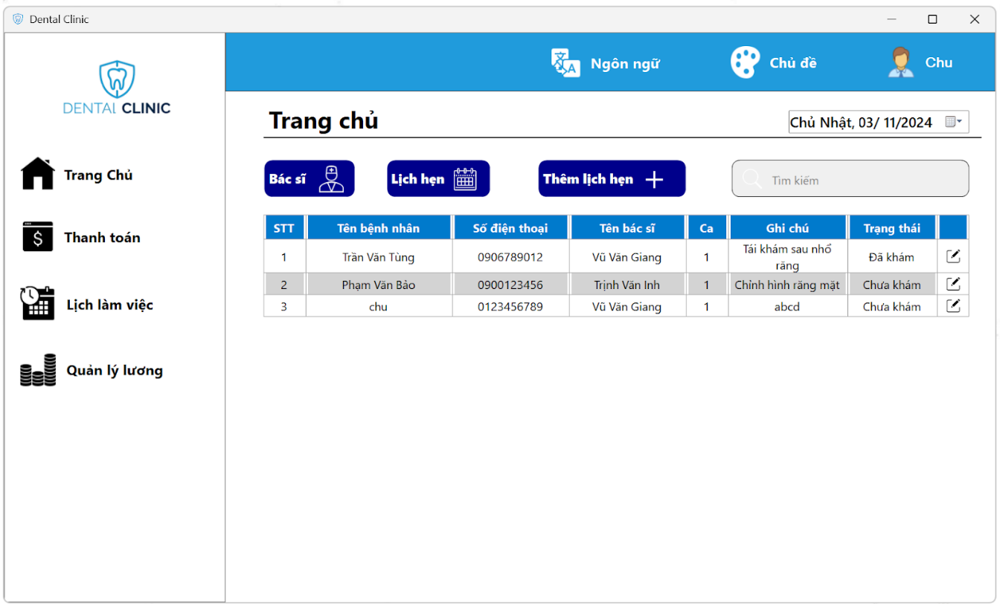 Dental Clinic
DENTAL CLINIC
Ngôn ngữ
Chủ đề
Chu
Trang chủ
Chủ Nhật, 03/ 11/2024
Trang Chủ
Thanh toán
Lịch làm việc
Quản lý lương
Bác sĩ
Lịch hẹn
Thêm lịch hẹn
Tìm kiếm
STT Tên bệnh nhân Số điện thoại Tên bác sĩ Ca Ghi chú Trạng thái
1 Trần Văn Tùng 0906789012 Vũ Văn Giang 1 Tái khám sau nhổ
răng Đã khám
2 Phạm Văn Bảo 0900123456 Trịnh Văn Inh 1 Chỉnh hình răng mặt Chưa khám
3 chu 0123456789 Vũ Văn Giang 1 abcd Chưa khám